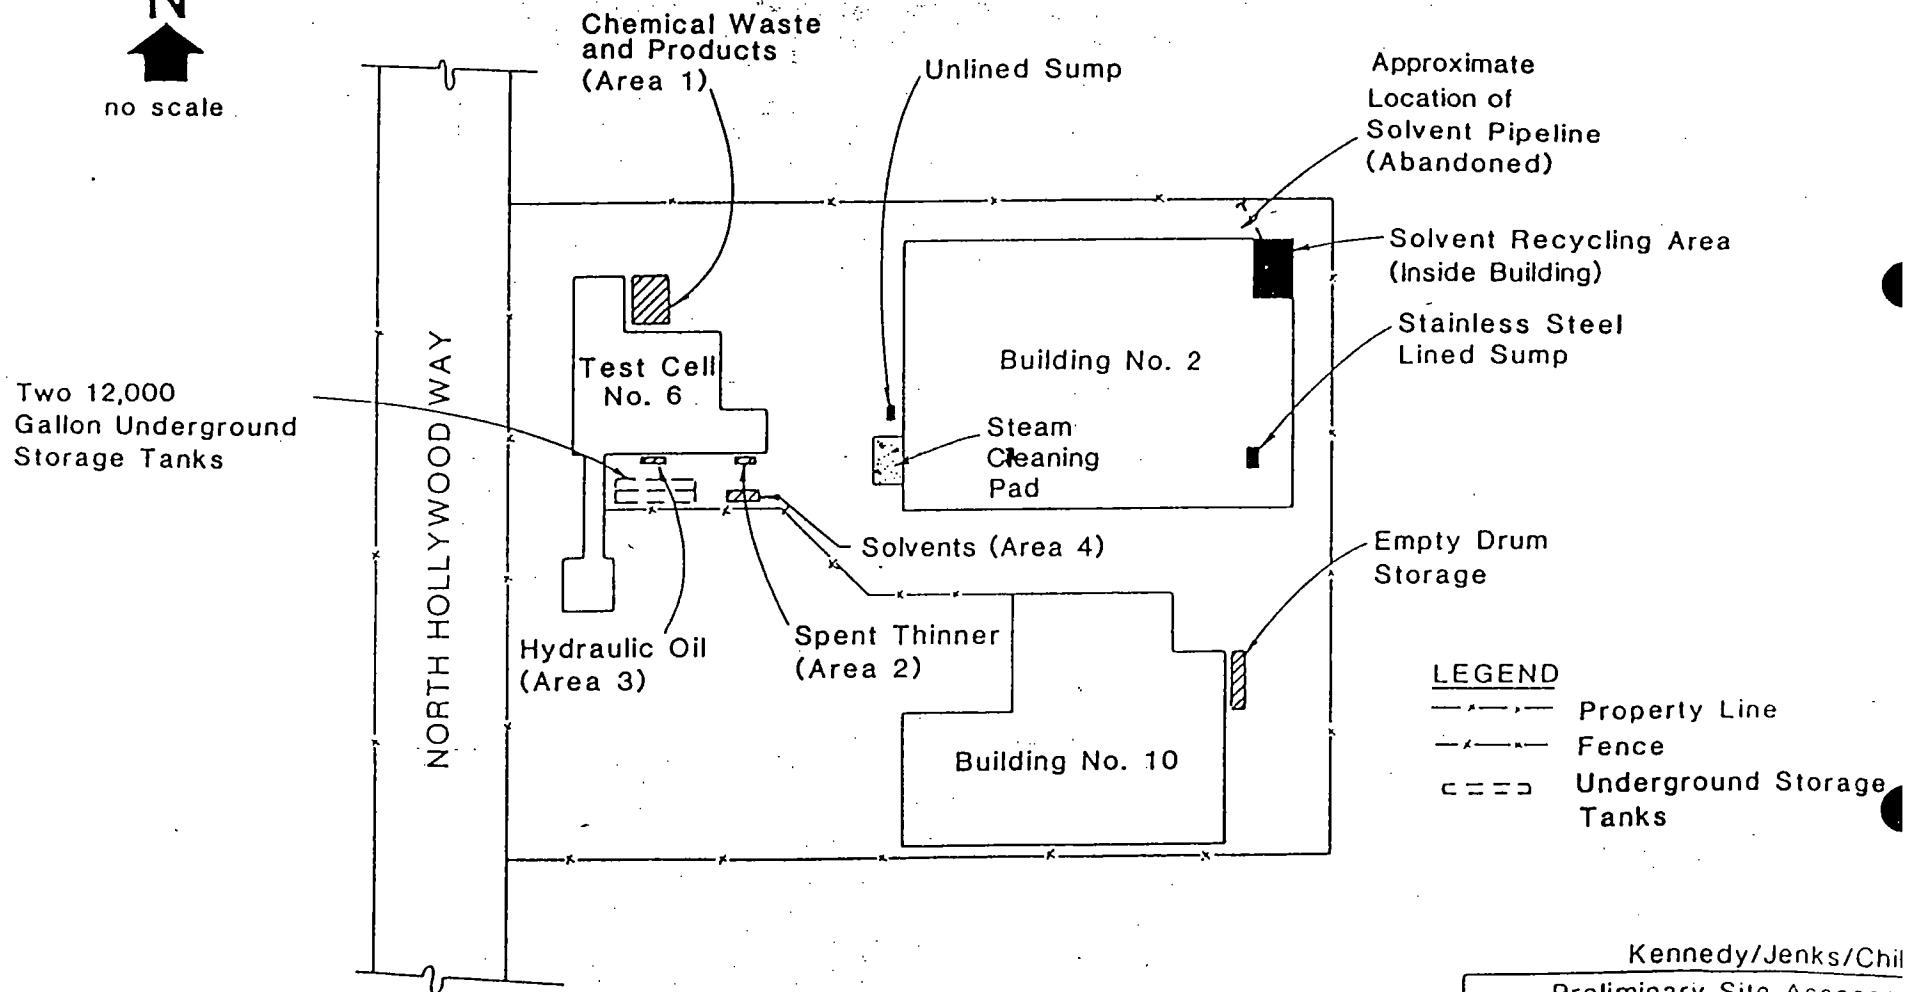 N
no scale
Chemical Waste
and Products
(Area 1)
Unlined Sump
Approximate
Location of
Solvent Pipeline
(Abandoned)
Solvent Recycling Area
(Inside Building)
Stainless Steel
Lined Sump
Building No. 2
Test Cell
No. 6
Two 12,000
Gallon Underground
Storage Tanks
NORTH HOLLYWOOD WAY
Steam
Cleaning
Pad
Solvents (Area 4)
Empty Drum
Storage
Hydraulic Oil
(Area 3)
Spent Thinner
(Area 2)
Building No. 10
LEGEND
Property Line
Fence
Underground Storage
Tanks
Kennedy/Jenks/Chil
Preliminary Site